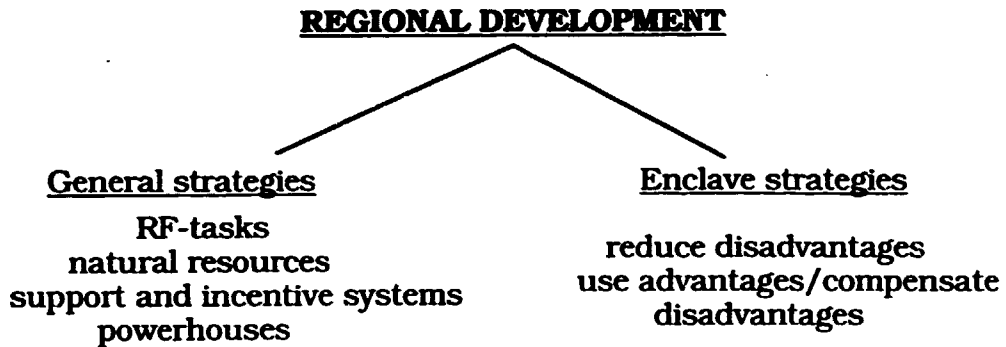 REGIONAL DEVELOPMENT
General strategies
RF-tasks
natural resources
support and incentive systems
powerhouses
Enclave strategies
reduce disadvantages
use advantages/compensate
disadvantages